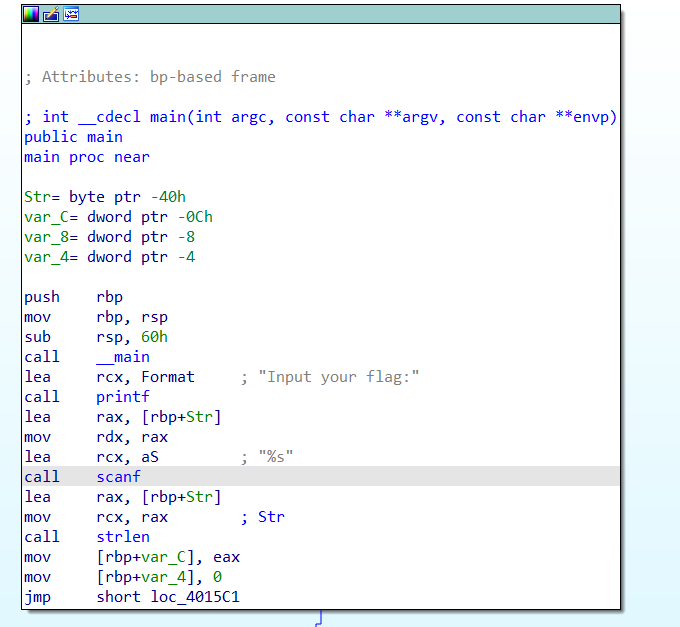 ; Attributes: bp-based frame
; int __cdecl main(int argc, const char **argv, const char **envp)
public main
main proc near
Str= byte ptr -40h
var_C= dword ptr -0Ch
var_8= dword ptr -8
var_4= dword ptr -4
push    rbp
mov     rbp, rsp
sub     rsp, 60h
call    __main
lea     rcx, Format     ; "Input your flag:"
call    printf
lea     rax, [rbp+Str]
mov     rdx, rax
lea     rcx, aS         ; "%s"
call    scanf
lea     rax, [rbp+Str]
mov     rcx, rax        ; Str
call    strlen
mov     [rbp+var_C], eax
mov     [rbp+var_4], 0
jmp     short loc_4015C1